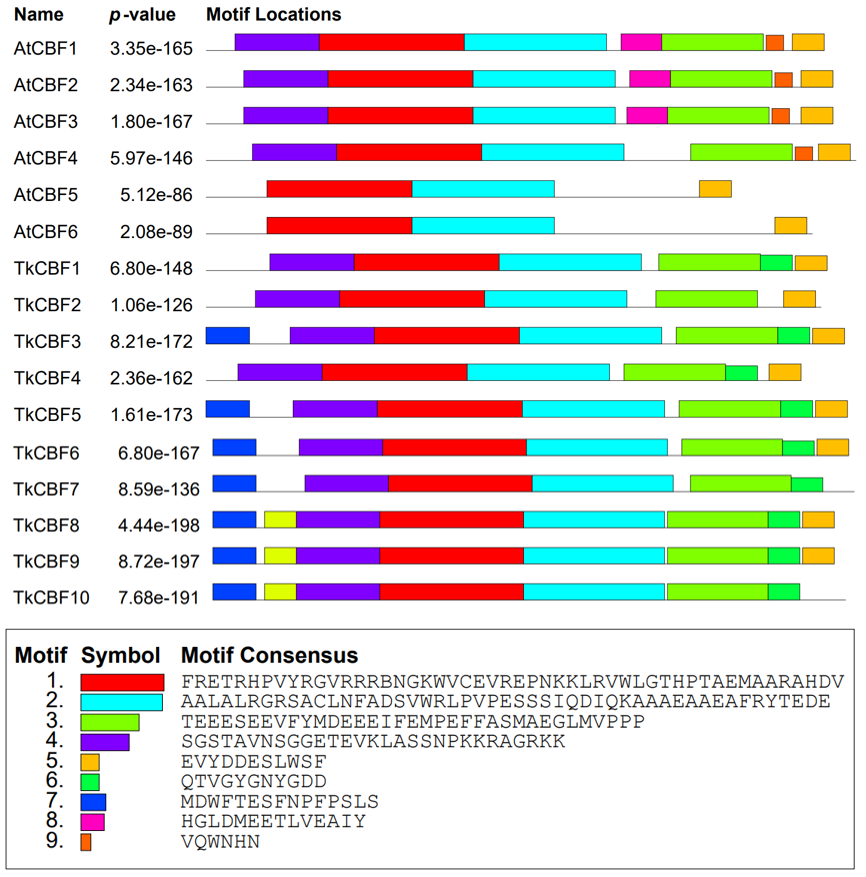 Name p-value Motif Locations
AtCBF1 3.35e-165
AtCBF2 2.34e-163
AtCBF3 1.80e-167
AtCBF4 5.97e-146
AtCBF5 5.12e-86
AtCBF6 2.08e-89
TkCBF1 6.80e-148
TkCBF2 1.06e-126
TkCBF3 8.21e-172
TkCBF4 2.36e-162
TkCBF5 1.61e-173
TkCBF6 6.80e-167
TkCBF7 8.59e-136
TkCBF8 4.44e-198
TkCBF9 8.72e-197
TkCBF10 7.68e-191
Motif Symbol Motif Consensus
1. FRETRHPVYRGVRRRBNGKWVCEVREPNKKLRVWLGTHPTAEMAARAHDV
2. AALALRGRSACLNFADSVWRLPVPESSSIQDIQKAAAEAAEAFRYTEDE
3. TEEESEEVFYMDEEEIFEMPEFFASMAEGLMVPPP
4. SGSTAVNSGGETEVKLASSNPKKRAGRKK
5. EVYDDESLWSF
6. QTVGYGNYGDD
7. MDWFTESFNPFPSLS
8. HGLDMEETLVEAIY
9. VQWNHN